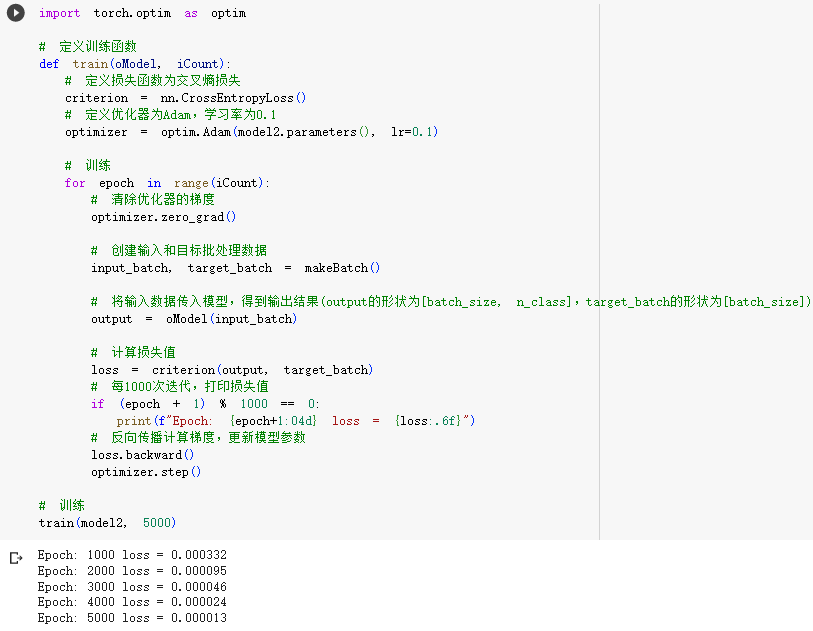 import torch.optim as optim
# 定义训练函数
def train(oModel, iCount):
# 定义损失函数为交叉熵损失
criterion = nn.CrossEntropyLoss()
# 定义优化器为Adam，学习率为0.1
optimizer = optim.Adam(model2.parameters(), lr=0.1)
# 训练
for epoch in range(iCount):
# 清除优化器的梯度
optimizer.zero_grad()
# 创建输入和目标批处理数据
input_batch, target_batch = makeBatch()
# 将输入数据传入模型，得到输出结果(output的形状为[batch_size, n_class]，target_batch的形状为[batch_size])
output = oModel(input_batch)
# 计算损失值
loss = criterion(output, target_batch)
# 每1000次迭代，打印损失值
if (epoch + 1) % 1000 == 0:
print(f"Epoch: {epoch+1:04d} loss = {loss:.6f}")
# 反向传播计算梯度，更新模型参数
loss.backward()
optimizer.step()
# 训练
train(model2, 5000)
Epoch: 1000 loss = 0.000332
Epoch: 2000 loss = 0.000095
Epoch: 3000 loss = 0.000046
Epoch: 4000 loss = 0.000024
Epoch: 5000 loss = 0.000013